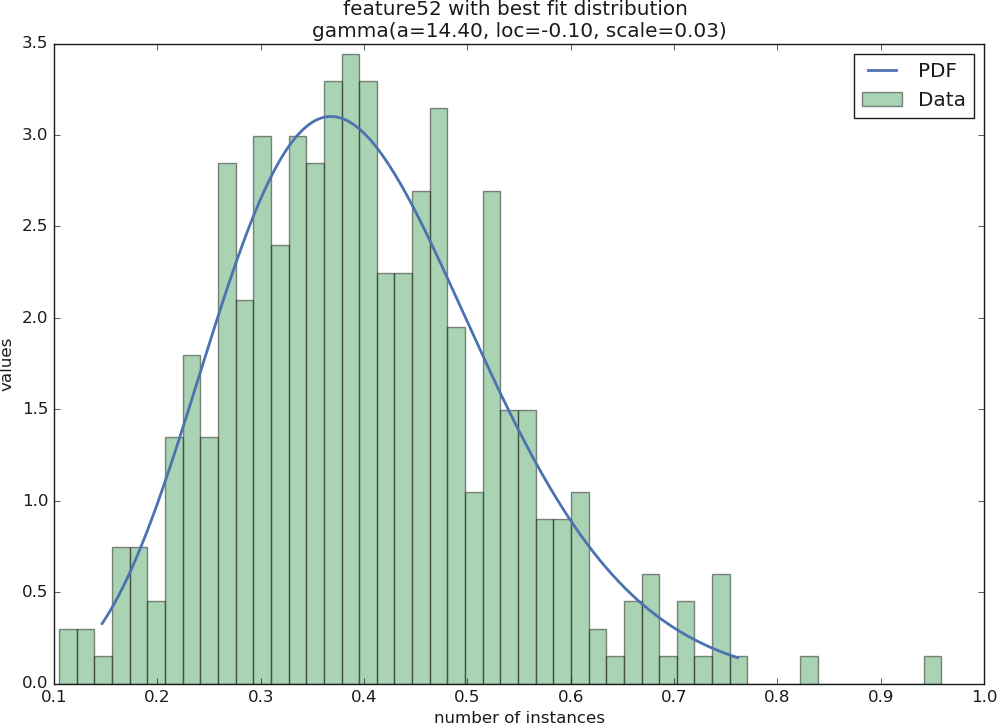 feature52 with best fit distribution
gamma(a=14.40, loc=-0.10, scale=0.03)
PDF
Data
3.5
3.0
2.5
2.0
1.5
1.0
0.5
0.0
values
0.1 0.2 0.3 0.4 0.5 0.6 0.7 0.8 0.9 1.0
number of instances